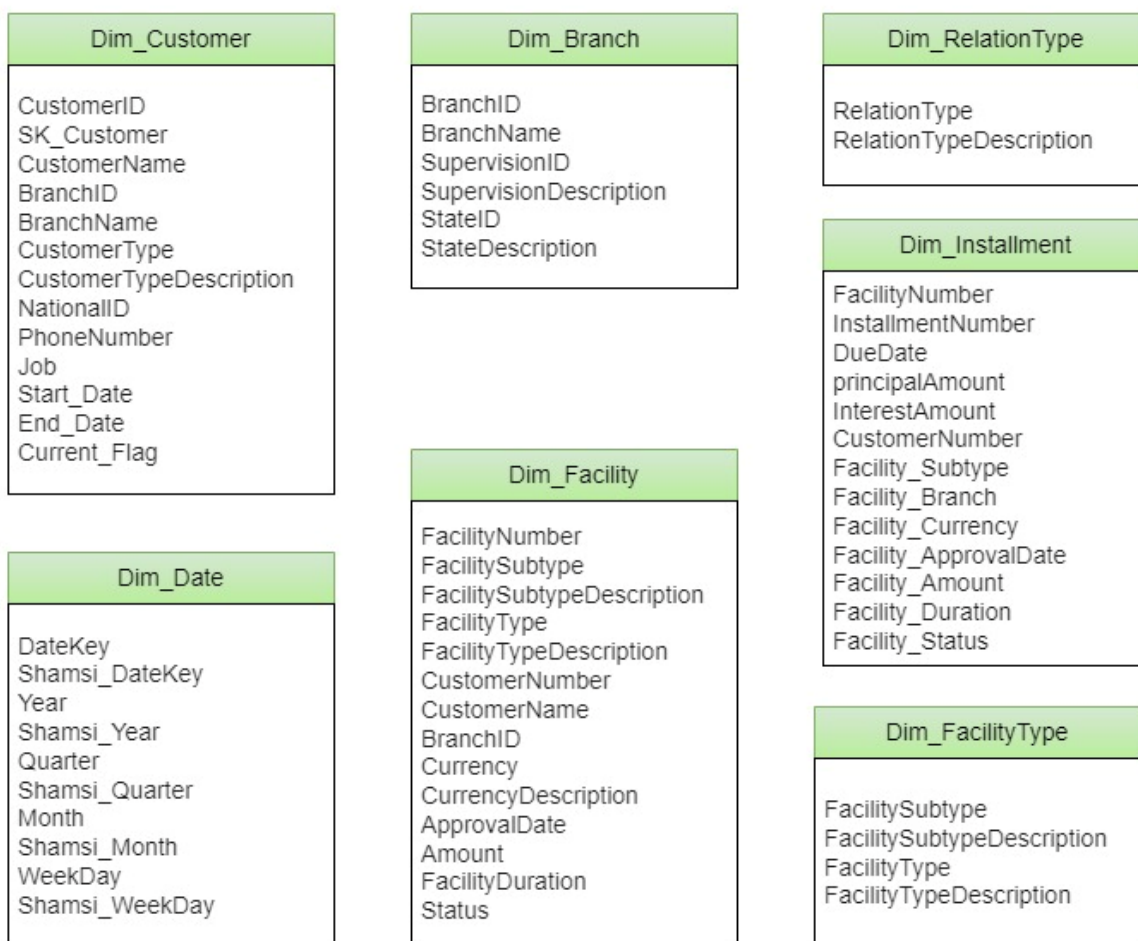 Dim_Customer
CustomerID
SK_Customer
CustomerName
BranchID
BranchName
CustomerType
CustomerTypeDescription
NationalID
PhoneNumber
Job
Start_Date
End_Date
Current_Flag
Dim_Branch
BranchID
BranchName
SupervisionID
SupervisionDescription
StateID
StateDescription
Dim_RelationType
RelationType
RelationTypeDescription
Dim_Installment
FacilityNumber
InstallmentNumber
DueDate
principalAmount
InterestAmount
CustomerNumber
Facility_Subtype
Facility_Branch
Facility_Currency
Facility_ApprovalDate
Facility_Amount
Facility_Duration
Facility_Status
Dim_Date
DateKey
Shamsi_DateKey
Year
Shamsi_Year
Quarter
Shamsi_Quarter
Month
Shamsi_Month
WeekDay
Shamsi_WeekDay
Dim_Facility
FacilityNumber
FacilitySubtype
FacilitySubtypeDescription
FacilityType
FacilityTypeDescription
CustomerNumber
CustomerName
BranchID
Currency
CurrencyDescription
ApprovalDate
Amount
FacilityDuration
Status
Dim_FacilityType
FacilitySubtype
FacilitySubtypeDescription
FacilityType
FacilityTypeDescription